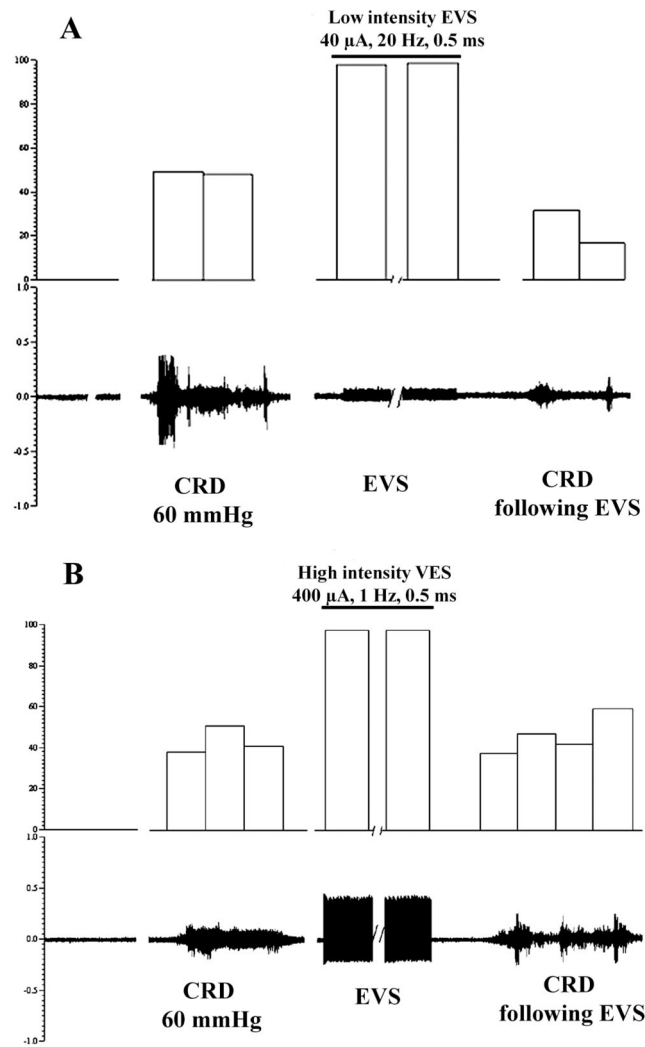 A
Low intensity EVS
40 µA, 20 Hz, 0.5 ms
100
80
60
40
20
0
1.0
0.5
0.0
-0.5
-1.0
CRD
60 mmHg
EVS
CRD
following EVS
B
High intensity VES
400 µA, 1 Hz, 0.5 ms
100
80
60
40
20
0
1.0
0.5
0.0
-0.5
-1.0
CRD
60 mmHg
EVS
CRD
following EVS